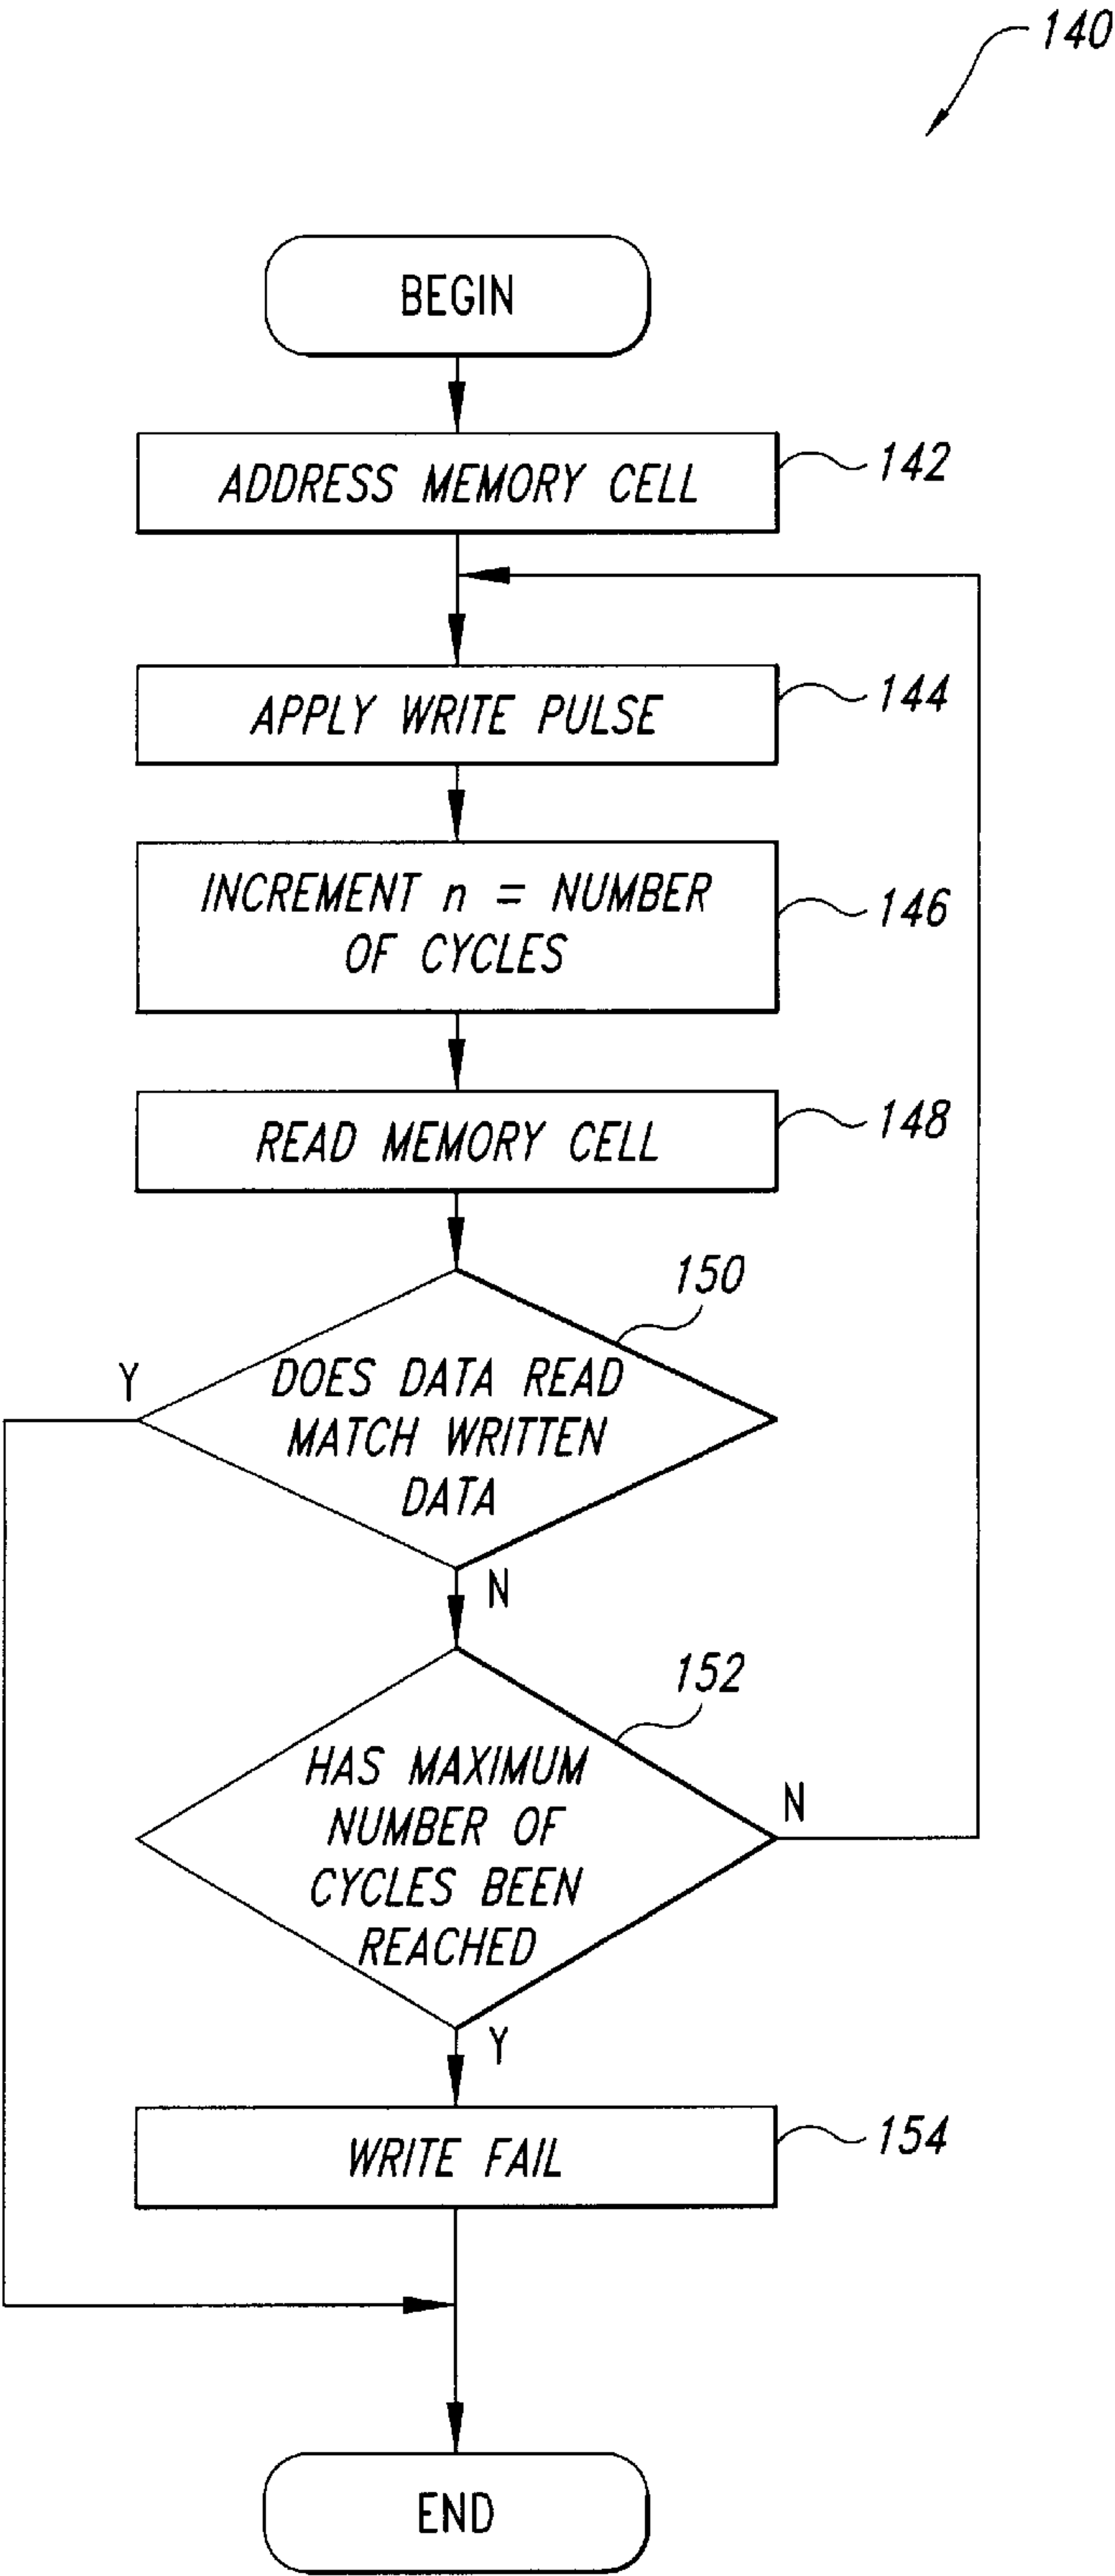 140
BEGIN
ADDRESS MEMORY CELL
142
APPLY WRITE PULSE
144
INCREMENT n = NUMBER
OF CYCLES
146
READ MEMORY CELL
148
150
Y
DOES DATA READ
MATCH WRITTEN
DATA
N
152
HAS MAXIMUM
NUMBER OF
CYCLES BEEN
REACHED
N
Y
WRITE FAIL
154
END